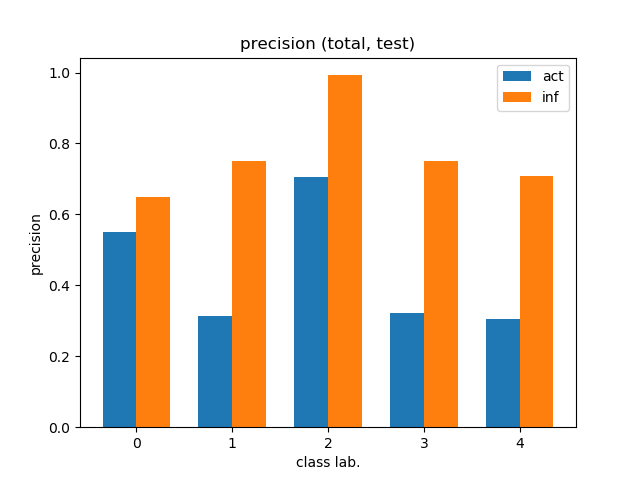 precision (total, test)
act
inf
precision
1.0
0.8
0.6
0.4
0.2
0.0
0 1 2 3 4
class lab.